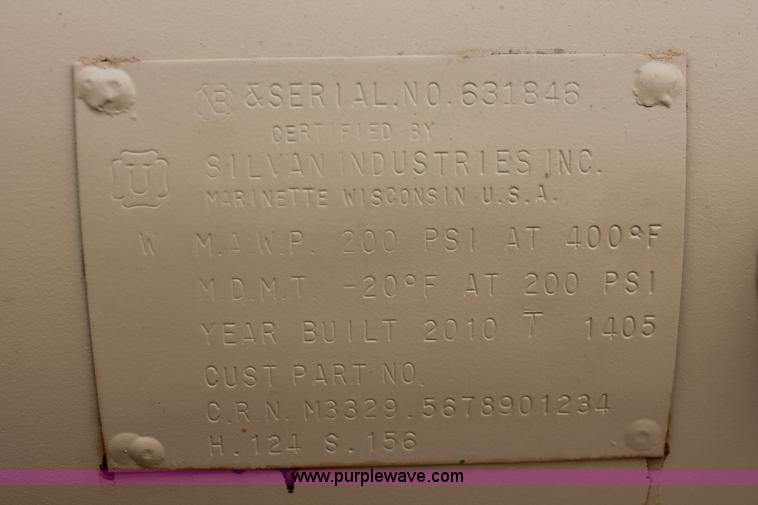 NB & SERIAL.NO.631846
CERTIFIED BY
U SILVAN INDUSTRIES INC.
MARINETTE WISCONSIN U.S.A.
W M.A.W.P. 200 PSI AT 400°F
M.D.M.T. -20°F AT 200 PSI
YEAR BUILT 2010 T 1405
CUST PART NO.
C.R.N. M3329.5678901234
H.124 S.156
www.purplewave.com